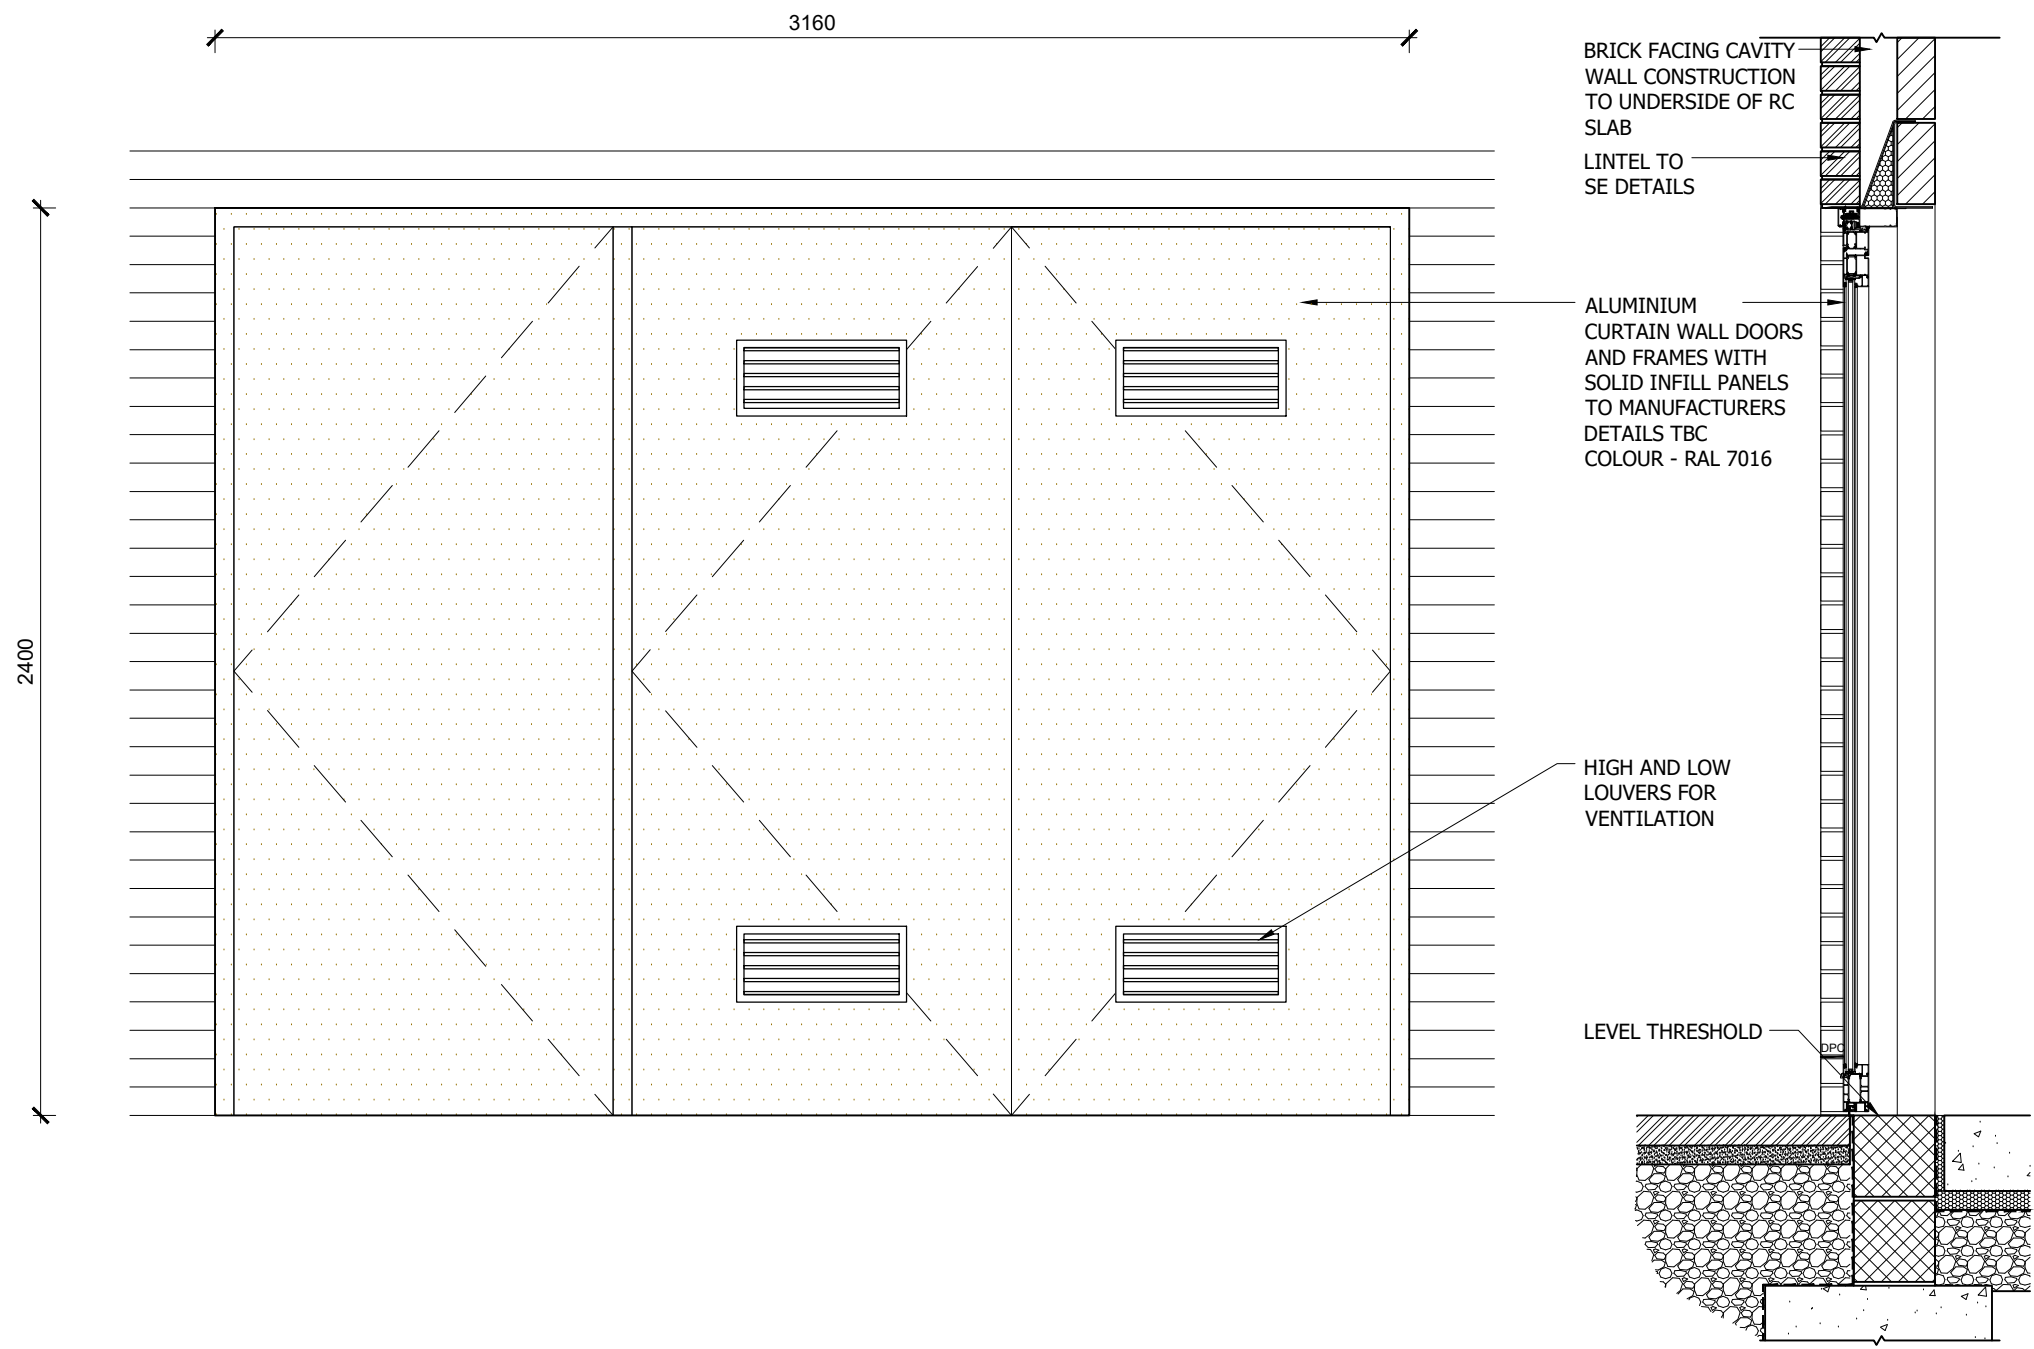 3160
BRICK FACING CAVITY
WALL CONSTRUCTION
TO UNDERSIDE OF RC
SLAB
LINTEL TO
SE DETAILS
ALUMINIUM
CURTAIN WALL DOORS
AND FRAMES WITH
SOLID INFILL PANELS
TO MANUFACTURERS
DETAILS TBC
COLOUR - RAL 7016
2400
HIGH AND LOW
LOUVERS FOR
VENTILATION
LEVEL THRESHOLD
DPC